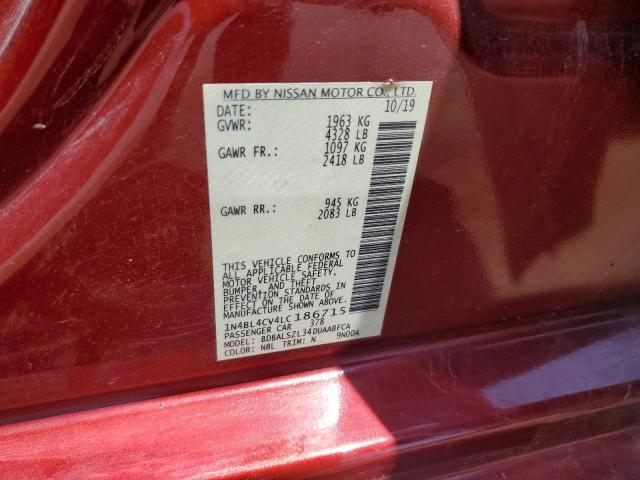 MFD BY NISSAN MOTOR CO., LTD.
DATE: 10/19
GVWR: 1963 KG
4328 LB
GAWR FR.: 1097 KG
2418 LB
GAWR RR.: 945 KG
2083 LB
THIS VEHICLE CONFORMS TO
ALL APPLICABLE FEDERAL
MOTOR VEHICLE SAFETY,
BUMPER, AND THEFT
PREVENTION STANDARDS IN
EFFECT ON THE DATE OF
MANUFACTURE SHOWN ABOVE.
1N4BL4CV4LC186715
PASSENGER CAR 378
MODEL: BDBALSZL34DUAABFCA
COLOR: NBL TRIM: N 9N00A